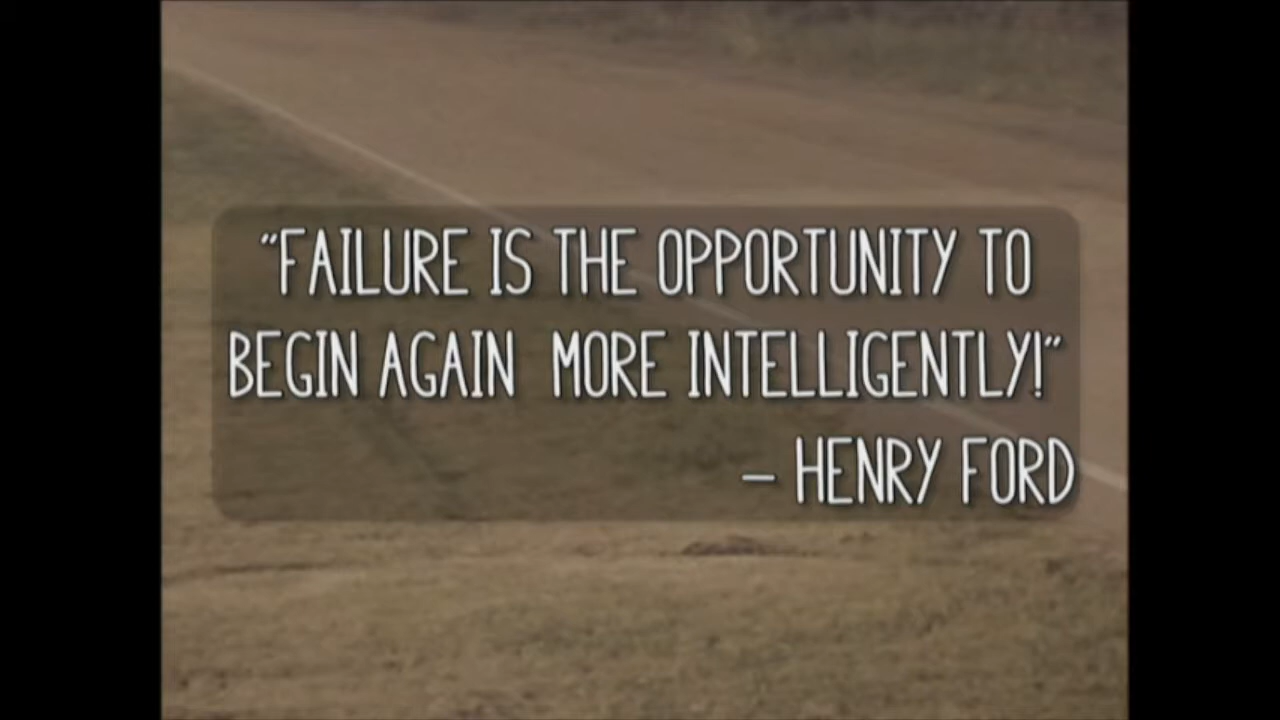 "FAILURE IS THE OPPORTUNITY TO
BEGIN AGAIN  MORE INTELLIGENTLY!"
– HENRY FORD